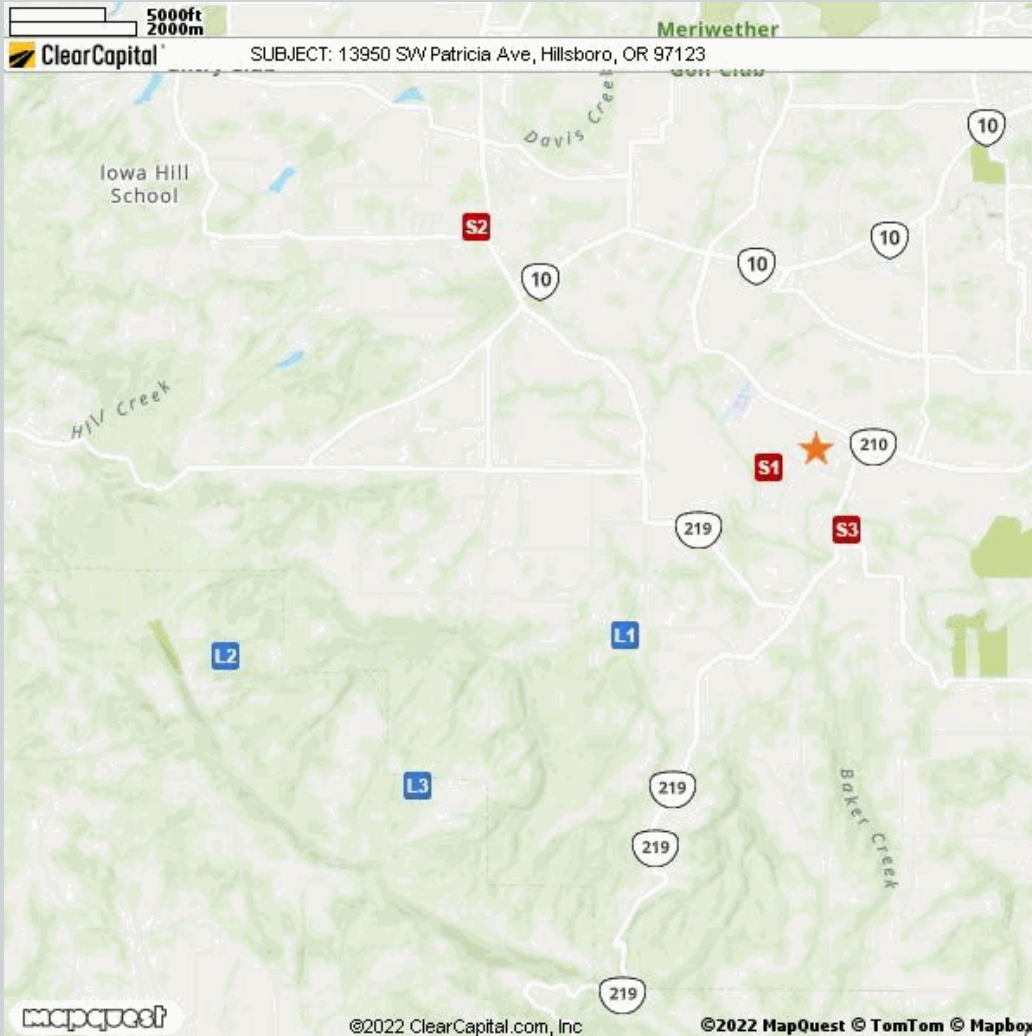 5000ft
2000m
Meriwether
Golf Club
ClearCapital
SUBJECT: 13950 SW Patricia Ave, Hillsboro, OR 97123
Davis Creek
10
Iowa Hill
School
S2
10
10
10
Hill Creek
210
S1
219
S3
L1
L2
L3
219
Baker Creek
219
219
mapquest
©2022 ClearCapital.com, Inc
©2022 MapQuest © TomTom © Mapbox